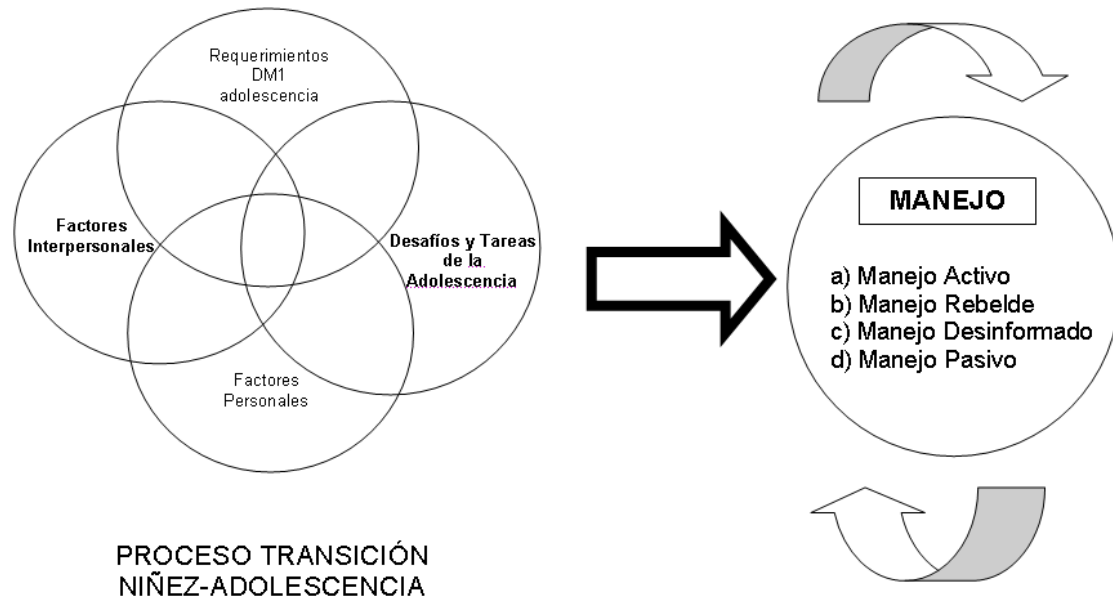 Requerimientos
DM1
adolescencia
Factores
Interpersonales
Desafíos y Tareas
de la
Adolescencia
Factores
Personales
PROCESO TRANSICIÓN
NIÑEZ-ADOLESCENCIA
MANEJO
a) Manejo Activo
b) Manejo Rebelde
c) Manejo Desinformado
d) Manejo Pasivo